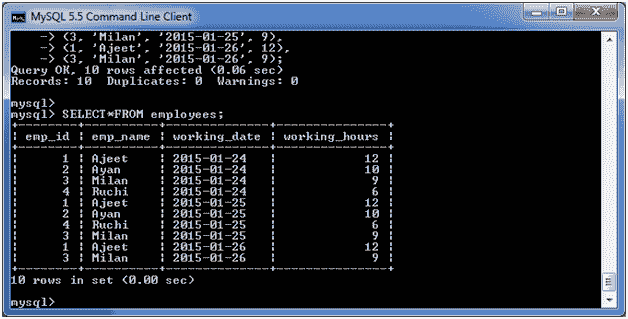 MySQL 5.5 Command Line Client
-> (3, 'Milan', '2015-01-25', 9),
-> (1, 'Ajeet', '2015-01-26', 12),
-> (3, 'Milan', '2015-01-26', 9);
Query OK, 10 rows affected (0.06 sec)
Records: 10  Duplicates: 0  Warnings: 0
mysql>
mysql> SELECT*FROM employees;
+--------+----------+--------------+---------------+
| emp_id | emp_name | working_date | working_hours |
+--------+----------+--------------+---------------+
|      1 | Ajeet    | 2015-01-24   |            12 |
|      2 | Ayan     | 2015-01-24   |            10 |
|      3 | Milan    | 2015-01-24   |             9 |
|      4 | Ruchi    | 2015-01-24   |             6 |
|      1 | Ajeet    | 2015-01-25   |            12 |
|      2 | Ayan     | 2015-01-25   |            10 |
|      4 | Ruchi    | 2015-01-25   |             6 |
|      3 | Milan    | 2015-01-25   |             9 |
|      1 | Ajeet    | 2015-01-26   |            12 |
|      3 | Milan    | 2015-01-26   |             9 |
+--------+----------+--------------+---------------+
10 rows in set (0.00 sec)
mysql>